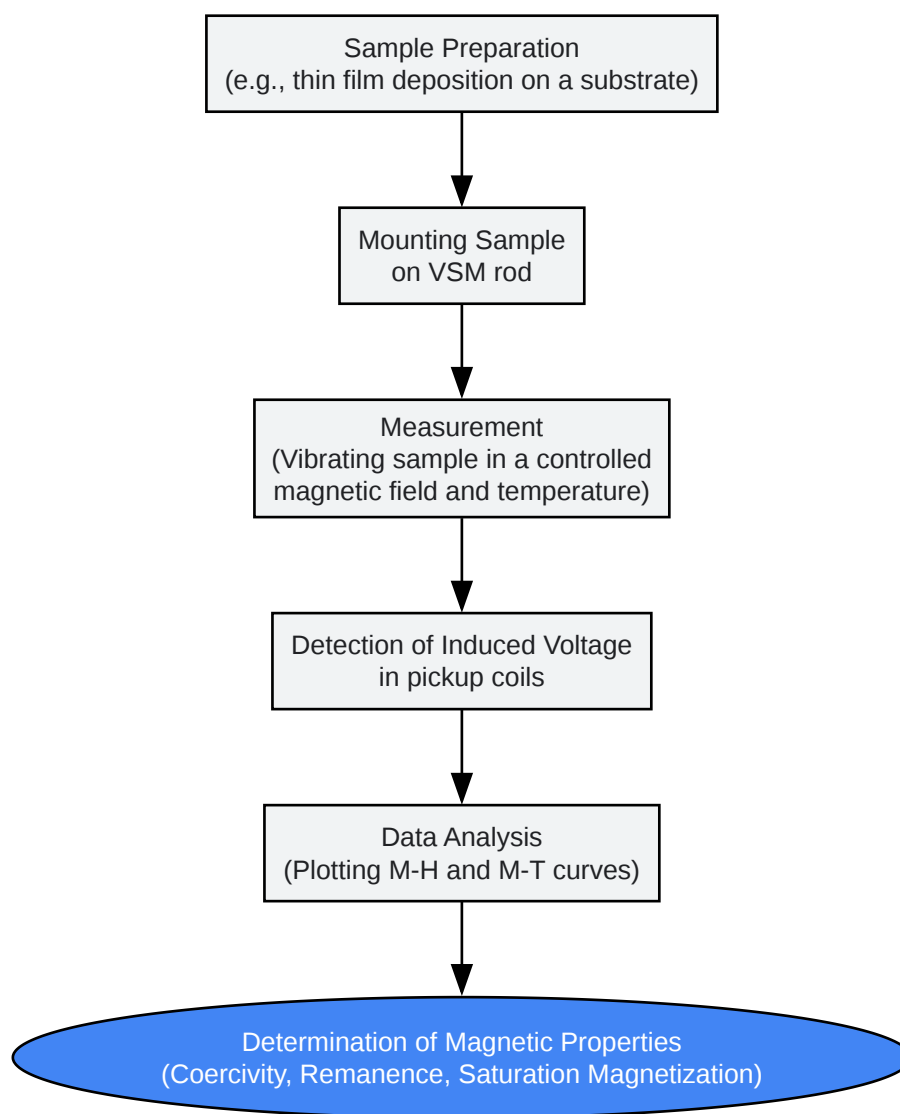 Sample Preparation
(e.g., thin film deposition on a substrate)
Mounting Sample
on VSM rod
Measurement
(Vibrating sample in a controlled
magnetic field and temperature)
Detection of Induced Voltage
in pickup coils
Data Analysis
(Plotting M-H and M-T curves)
Determination of Magnetic Properties
(Coercivity, Remanence, Saturation Magnetization)